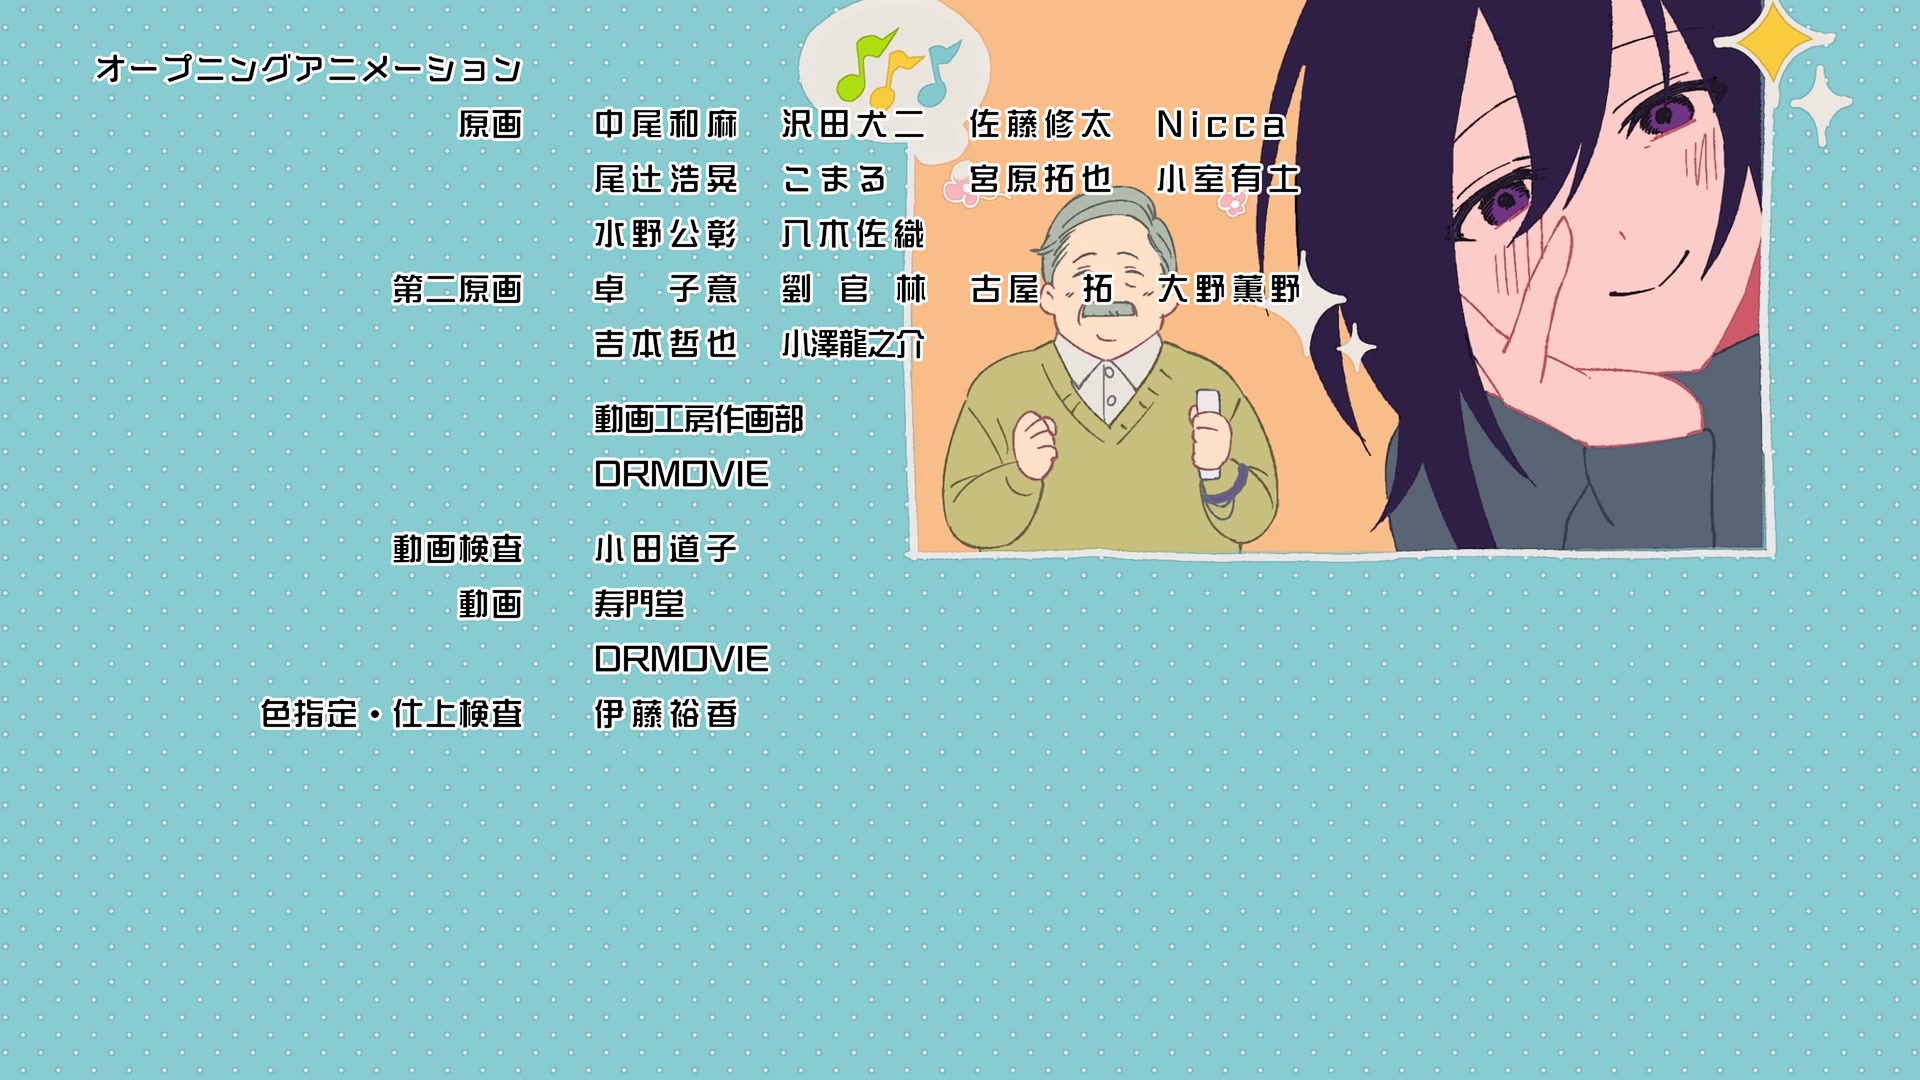 オープニングアニメーション
原画 中尾和麻 沢田犬二 佐藤修太 Nicca
尾辻浩晃 こまる 宮原拓也 小室有士
水野公彰 八木佐織
第二原画 卓 子意 劉官林 古屋 拓 大野薫野
吉本哲也 小澤龍之介
動画工房作画部
DRMOVIE
動画検査 小田道子
動画 寿門堂
DRMOVIE
色指定・仕上検査 伊藤裕香